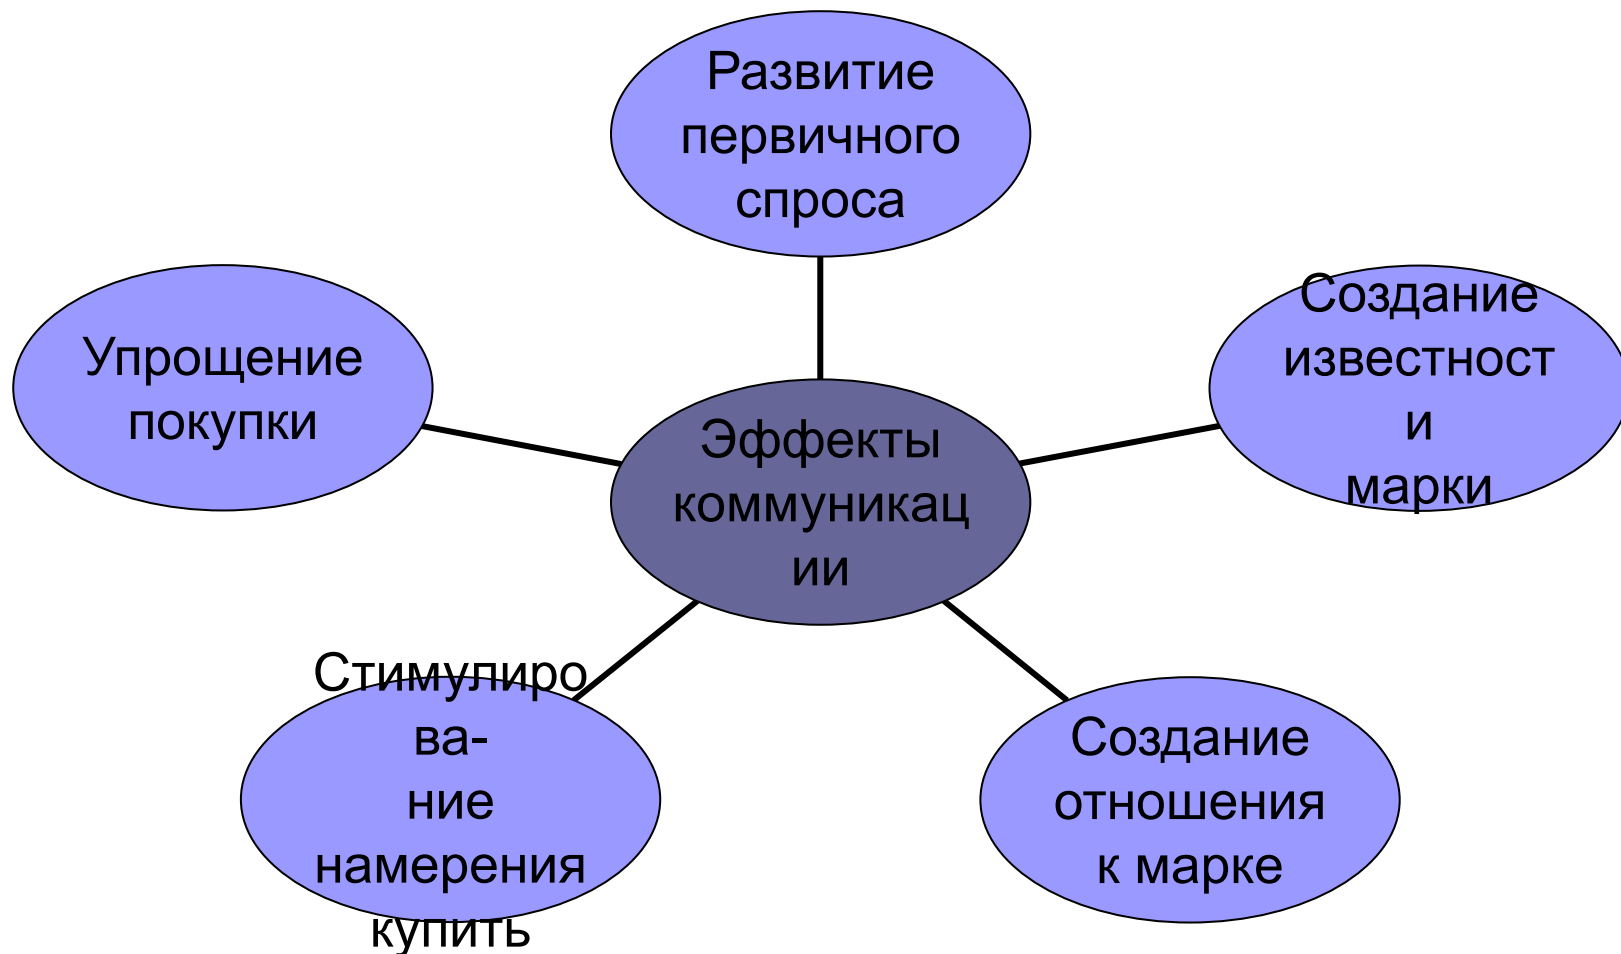 Развитие
первичного
спроса
Упрощение
покупки
Создание
известност
и
марки
Эффекты
коммуникац
ии
Стимулиро
ва-
ние
намерения
купить
Создание
отношения
к марке